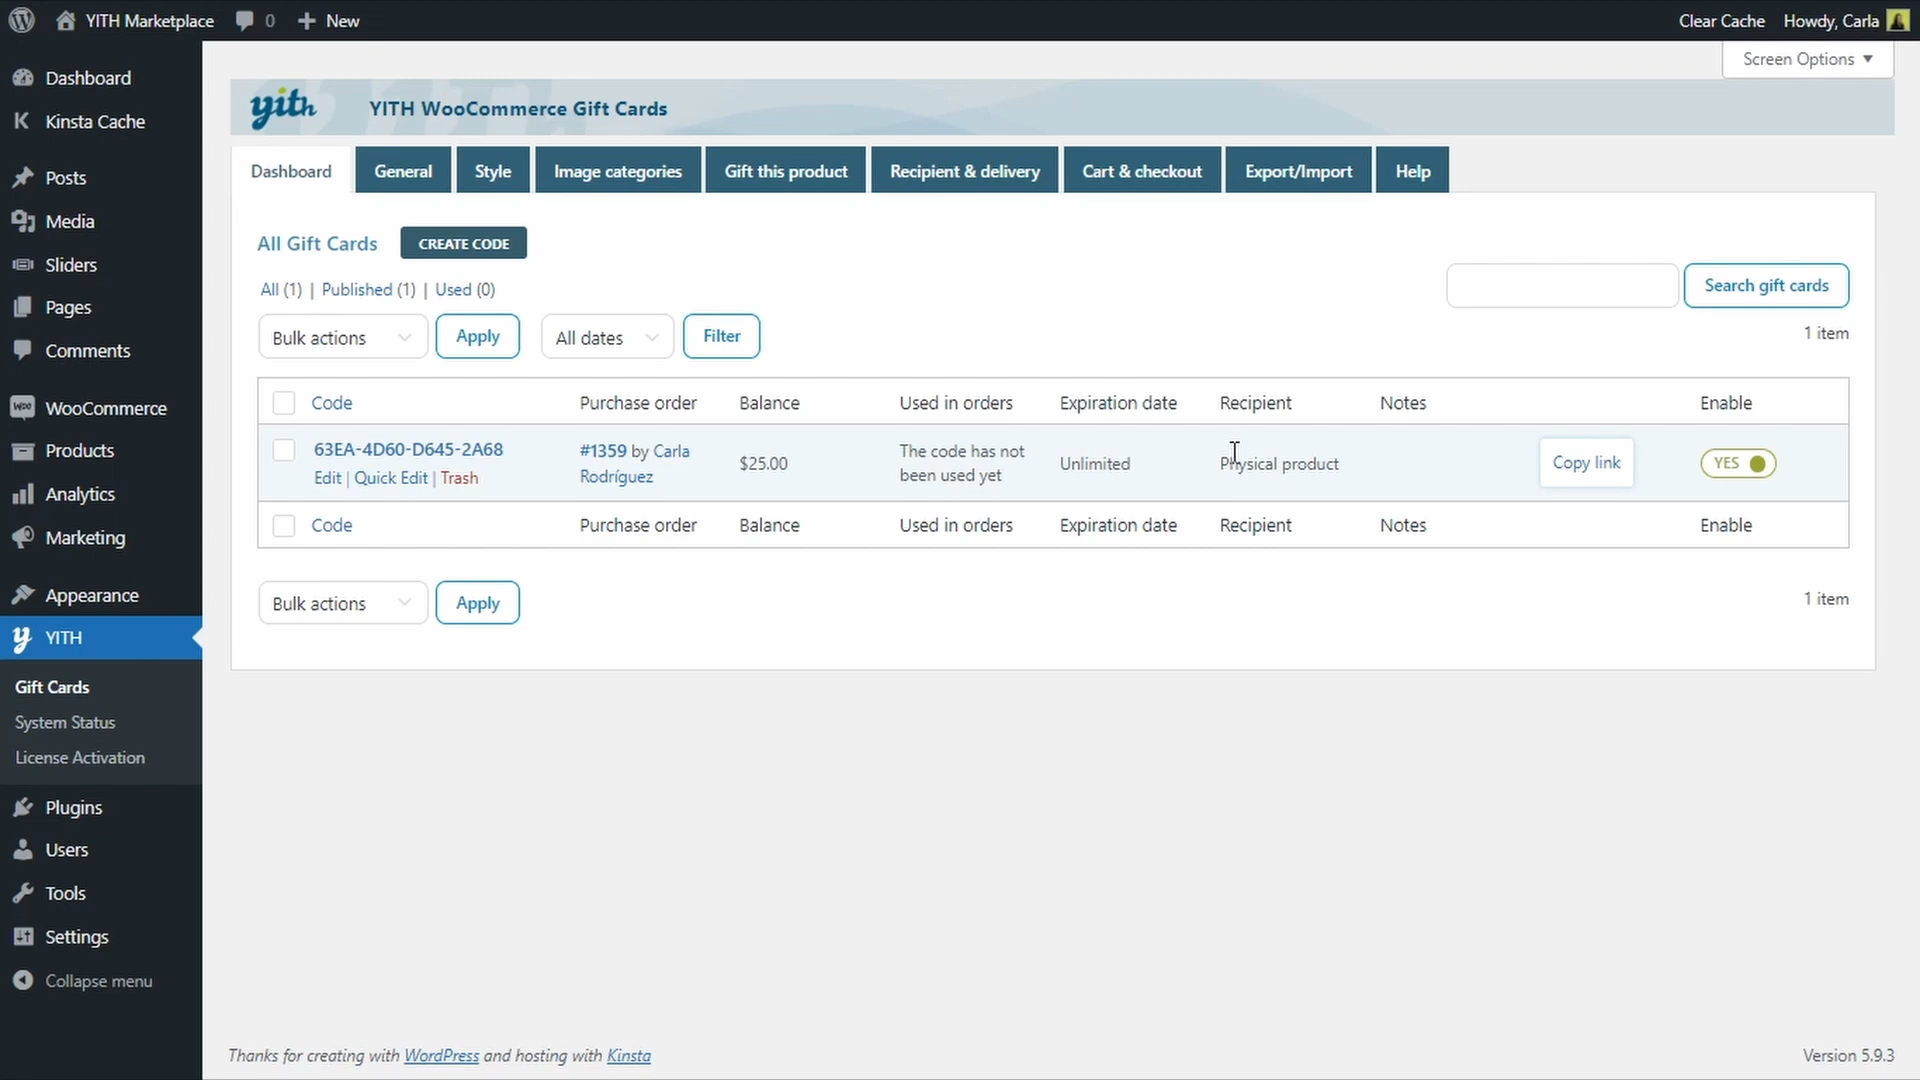 YITH Marketplace 0 New Clear Cache Howdy, Carla
Screen Options
Dashboard
Kinsta Cache
Posts
Media
Sliders
Pages
Comments
WooCommerce
Products
Analytics
Marketing
Appearance
YITH
Gift Cards
System Status
License Activation
Plugins
Users
Tools
Settings
Collapse menu
yith YITH WooCommerce Gift Cards
Dashboard General Style Image categories Gift this product Recipient & delivery Cart & checkout Export/Import Help
All Gift Cards CREATE CODE
All (1) | Published (1) | Used (0)
Search gift cards
Bulk actions Apply All dates Filter
1 item
Code Purchase order Balance Used in orders Expiration date Recipient Notes Enable
63EA-4D60-D645-2A68
Edit | Quick Edit | Trash
#1359 by Carla
Rodríguez
$25.00
The code has not
been used yet
Unlimited
Physical product
Copy link
YES
Code Purchase order Balance Used in orders Expiration date Recipient Notes Enable
Bulk actions Apply
1 item
Thanks for creating with WordPress and hosting with Kinsta
Version 5.9.3